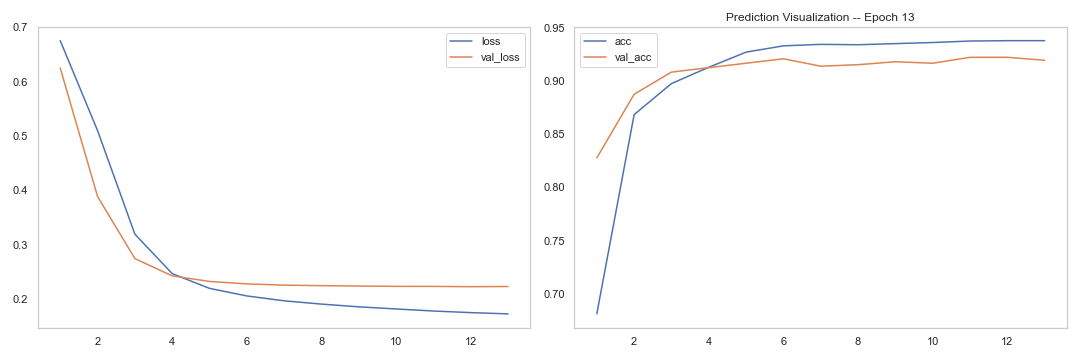 Prediction Visualization -- Epoch 13
0.7
0.6
0.5
0.4
0.3
0.2
2 4 6 8 10 12
loss
val_loss
0.95
0.90
0.85
0.80
0.75
0.70
2 4 6 8 10 12
acc
val_acc